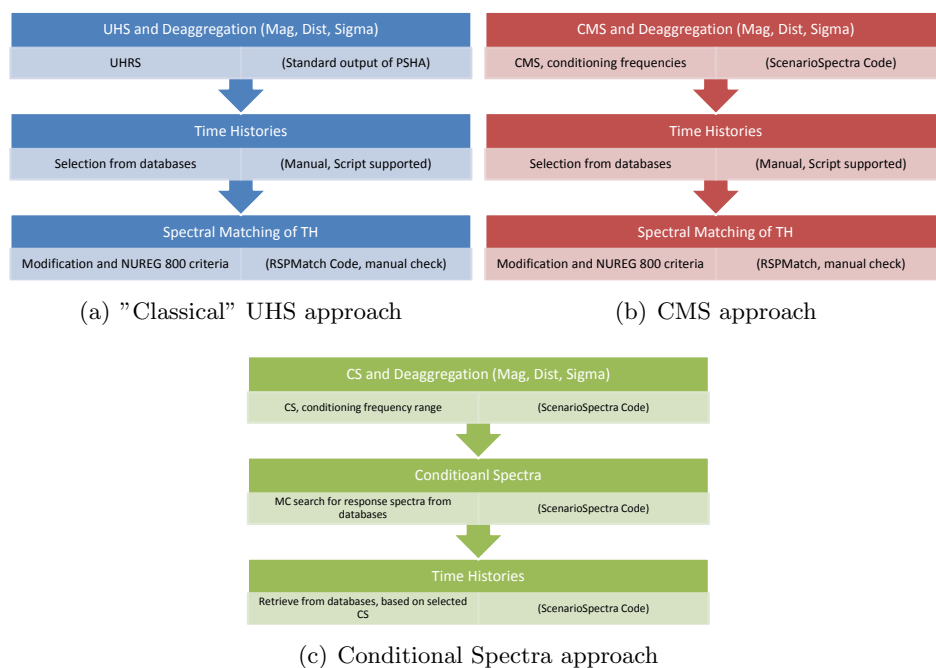 UHS and Deaggregation (Mag, Dist, Sigma)
UHRS
(Standard output of PSHA)
Time Histories
Selection from databases
(Manual, Script supported)
Spectral Matching of TH
Modification and NUREG 800 criteria
(RSPMatch Code, manual check)
(a) ”Classical” UHS approach
CMS and Deaggregation (Mag, Dist, Sigma)
CMS, conditioning frequencies
(ScenarioSpectra Code)
Time Histories
Selection from databases
(Manual, Script supported)
Spectral Matching of TH
Modification and NUREG 800 criteria
(RSPMatch, manual check)
(b) CMS approach
CS and Deaggregation (Mag, Dist, Sigma)
CS, conditioning frequency range
(ScenarioSpectra Code)
Conditioanl Spectra
MC search for response spectra from
databases
(ScenarioSpectra Code)
Time Histories
Retrieve from databases, based on selected
CS
(ScenarioSpectra Code)
(c) Conditional Spectra approach